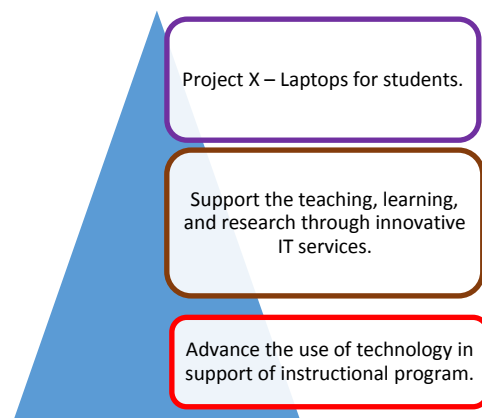 Project X – Laptops for students.
Support the teaching, learning,
and research through innovative
IT services.
Advance the use of technology in
support of instructional program.